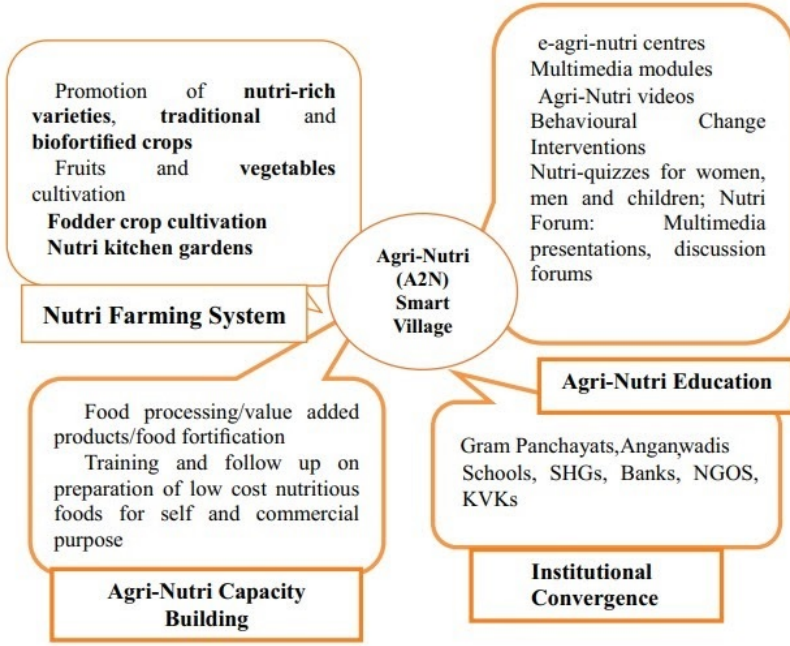 Promotion of nutri-rich
varieties, traditional and
biofortified crops
Fruits and vegetables
cultivation
Fodder crop cultivation
Nutri kitchen gardens
Nutri Farming System
e-agri-nutri centres
Multimedia modules
Agri-Nutri videos
Behavioural Change
Interventions
Nutri-quizzes for women,
men and children; Nutri
Forum: Multimedia
presentations, discussion
forums
Agri-Nutri Education
Agri-Nutri
(A2N)
Smart
Village
Food processing/value added
products/food fortification
Training and follow up on
preparation of low cost nutritious
foods for self and commercial
purpose
Agri-Nutri Capacity
Building
Gram Panchayats,Anganwadis
Schools, SHGs, Banks, NGOS,
KVKs
Institutional
Convergence